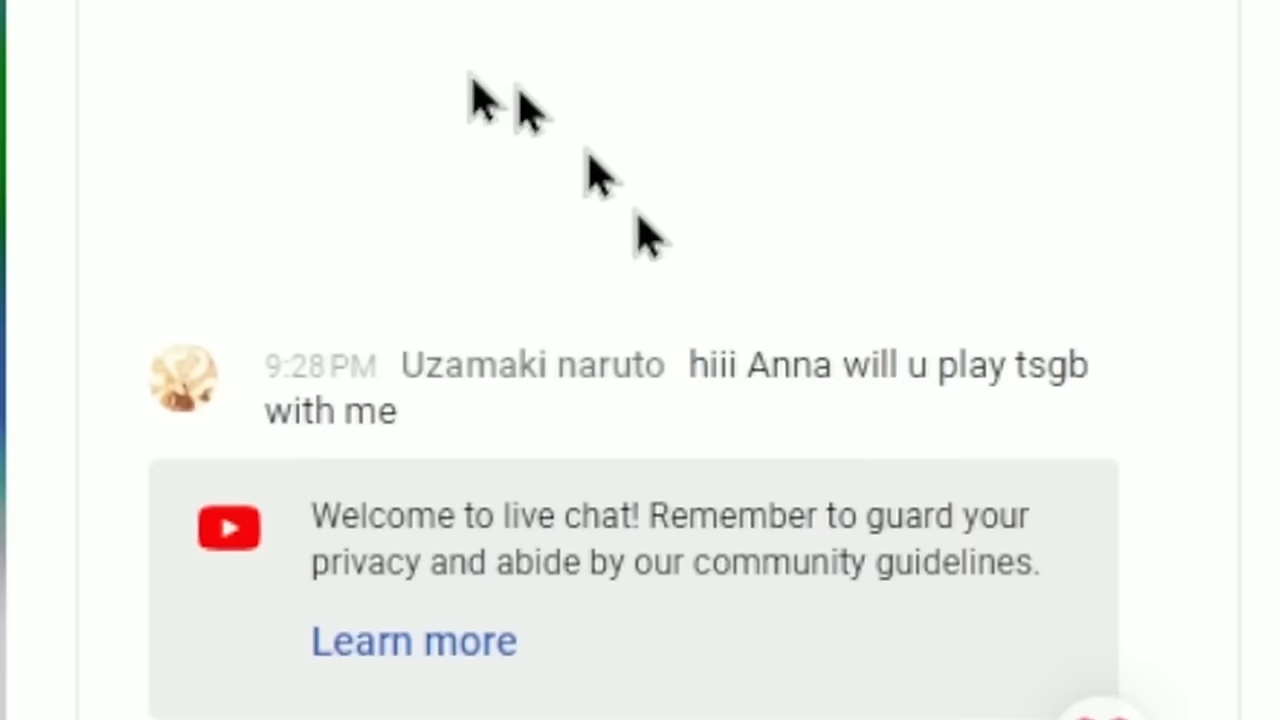 9:28 PM Uzamaki naruto hiii Anna will u play tsgb
with me
Welcome to live chat! Remember to guard your
privacy and abide by our community guidelines.
Learn more